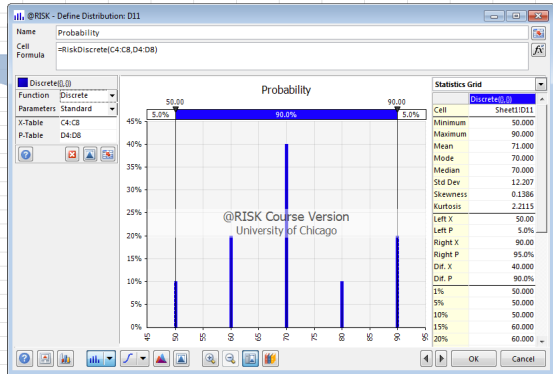 @RISK - Define Distribution: D11
Name Probability
Cell Formula =RiskDiscrete(C4:C8,D4:D8)
Discrete({},{})
Function Discrete
Parameters Standard
X-Table C4:C8
P-Table D4:D8
Probability
50.00 90.00
5.0% 90.0% 5.0%
45%
40%
35%
30%
25%
20%
15%
10%
5%
0%
45 50 55 60 65 70 75 80 85 90 95
@RISK Course Version
University of Chicago
Statistics Grid
Discrete({},{})
Cell Sheet1!D11
Minimum 50.000
Maximum 90.000
Mean 71.000
Mode 70.000
Median 70.000
Std Dev 12.207
Skewness 0.1386
Kurtosis 2.2115
Left X 50.00
Left P 5.0%
Right X 90.00
Right P 95.0%
Dif. X 40.000
Dif. P 90.0%
1% 50.000
5% 50.000
10% 50.000
15% 60.000
20% 60.000
OK Cancel